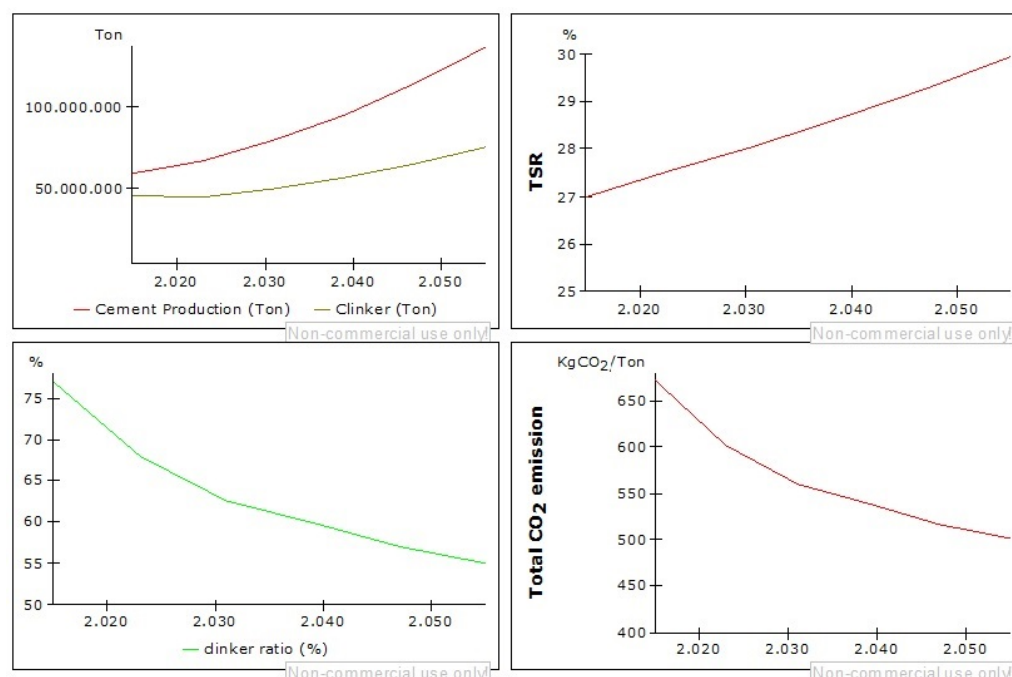 Ton
100.000.000
50.000.000
2.020 2.030 2.040 2.050
Cement Production (Ton) Clinker (Ton)
Non-commercial use only!
%
30
29
28
27
26
25
TSR
2.020 2.030 2.040 2.050
Non-commercial use only!
%
75
70
65
60
55
50
2.020 2.030 2.040 2.050
dinker ratio (%)
Non-commercial use only!
KgCO2/Ton
650
600
550
500
450
400
Total CO2 emission
2.020 2.030 2.040 2.050
Non-commercial use only!